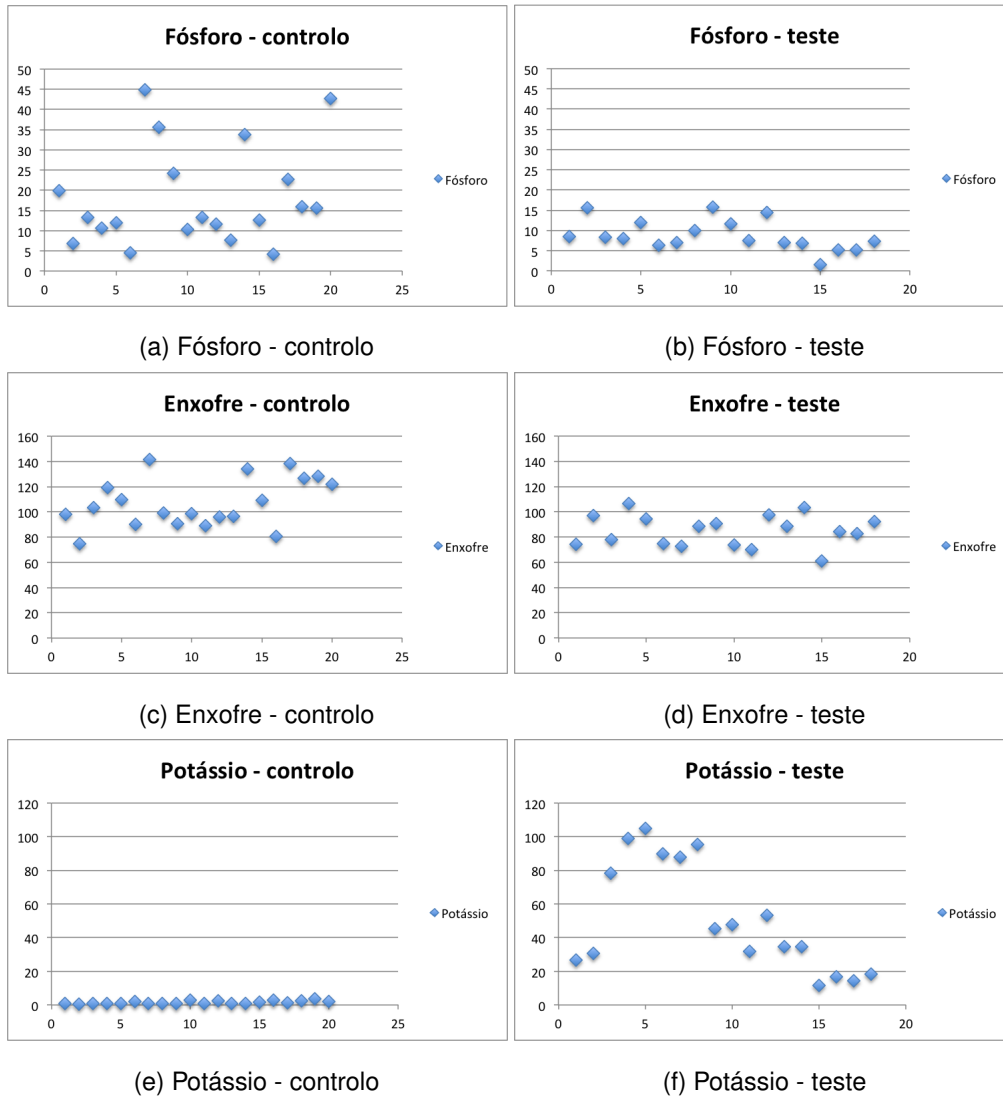 Fósforo - controlo
50
45
40
35
30
25
20
15
10
5
0
0 5 10 15 20 25
Fósforo
(a) Fósforo - controlo
Fósforo - teste
50
45
40
35
30
25
20
15
10
5
0
0 5 10 15 20
Fósforo
(b) Fósforo - teste
Enxofre - controlo
160
140
120
100
80
60
40
20
0
0 5 10 15 20 25
Enxofre
(c) Enxofre - controlo
Enxofre - teste
160
140
120
100
80
60
40
20
0
0 5 10 15 20
Enxofre
(d) Enxofre - teste
Potássio - controlo
120
100
80
60
40
20
0
0 5 10 15 20 25
Potássio
(e) Potássio - controlo
Potássio - teste
120
100
80
60
40
20
0
0 5 10 15 20
Potássio
(f) Potássio - teste